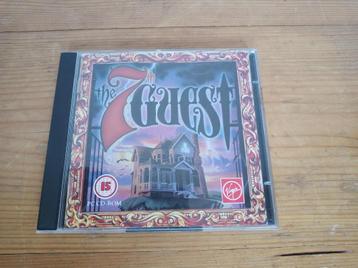 the 7th Guest
15
PC CD-ROM
Virgin